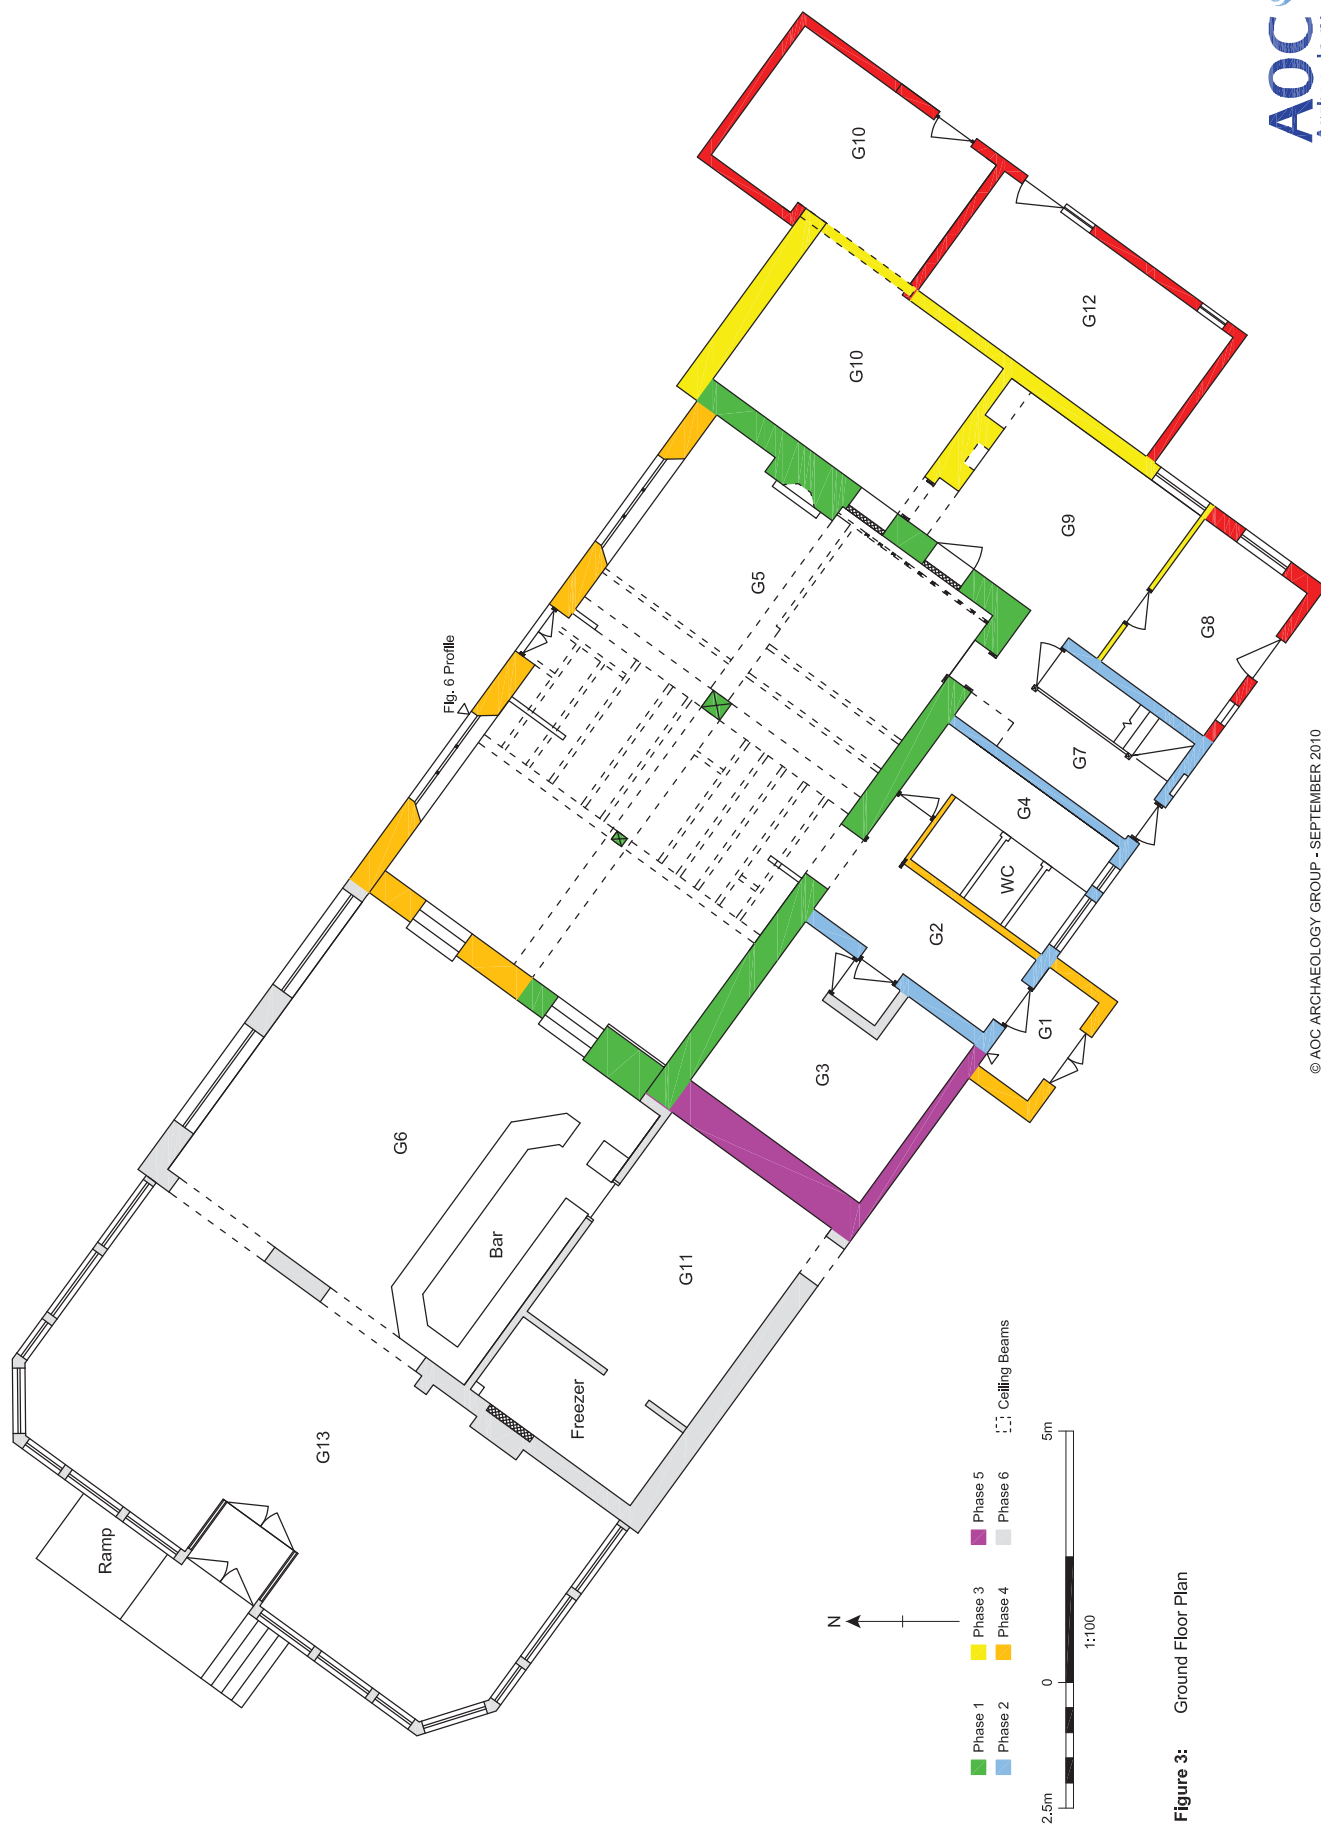 G10
G10
G12
G5
G9
G8
Fig. 6 Profile
G7
G4
WC
G2
G1
G3
G6
Bar
G11
Freezer
G13
Ramp
N
Phase 1
Phase 2
Phase 3
Phase 4
Phase 5
Phase 6
Ceiling Beams
2.5m 0 5m
1:100
Figure 3: Ground Floor Plan
© AOC ARCHAEOLOGY GROUP - SEPTEMBER 2010
AOC